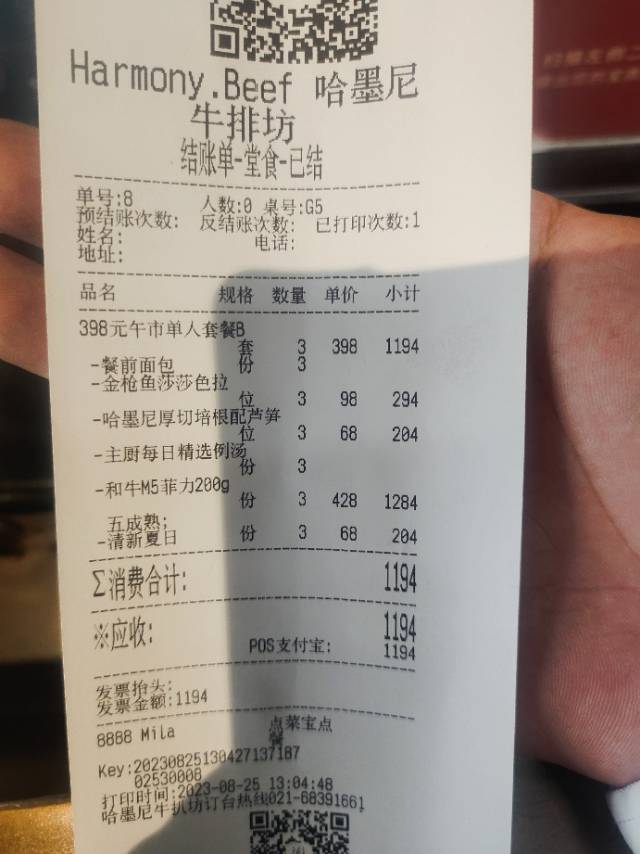 Harmony.Beef 哈墨尼
牛排坊
结账单-堂食-已结
单号:8 人数:0 桌号:G5
预结账次数: 反结账次数: 已打印次数:1
姓名: 电话:
地址:
品名 规格 数量 单价 小计
398元午市单人套餐B
套 3 398 1194
-餐前面包 份 3
-金枪鱼莎莎色拉
位 3 98 294
-哈墨尼厚切培根配芦笋
位 3 68 204
-主厨每日精选例汤
份 3
-和牛M5菲力200g
份 3 428 1284
五成熟;
-清新夏日 份 3 68 204
∑消费合计: 1194
※应收: 1194
POS支付宝: 1194
发票抬头:
发票金额:1194
8888 Mila 点菜宝点
餐
Key:20230825130427137187
02530008
打印时间:2023-08-25 13:04:48
哈墨尼牛扒坊订台热线021-68391661